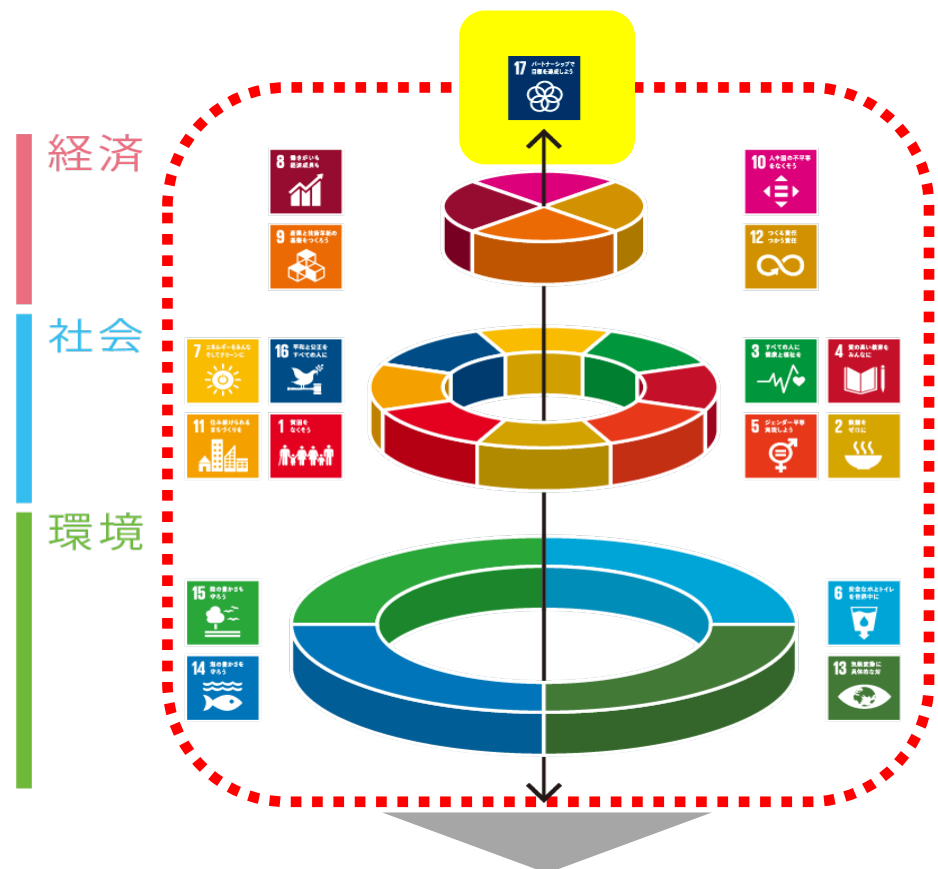 17 パートナーシップで
目標を達成しよう
経済
8 働きがいも
経済成長も
10 人や国の不平等
をなくそう
9 産業と技術革新の
基盤をつくろう
12 つくる責任
つかう責任
社会
7 エネルギーをみんなに
そしてクリーンに
16 平和と公正を
すべての人に
3 すべての人に
健康と福祉を
4 質の高い教育を
みんなに
11 住み続けられる
まちづくりを
1 貧困を
なくそう
5 ジェンダー平等を
実現しよう
2 飢餓を
ゼロに
環境
15 陸の豊かさも
守ろう
6 安全な水とトイレ
を世界中に
14 海の豊かさを
守ろう
13 気候変動に
具体的な対策を